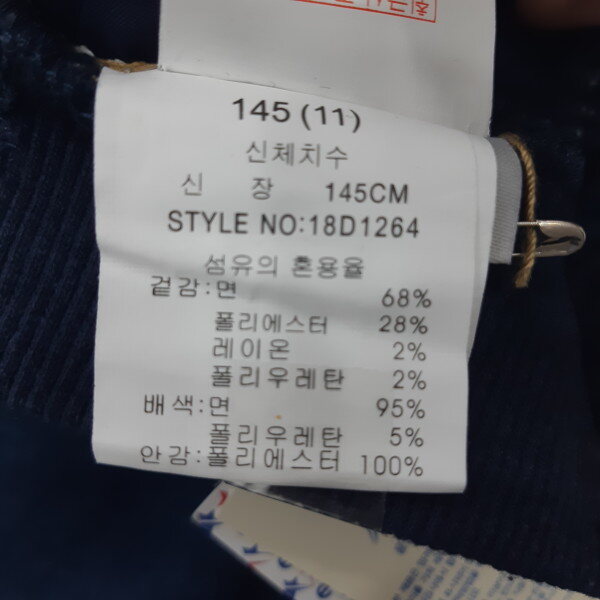 145 (11)
신체치수
신 장 145CM
STYLE NO:18D1264
섬유의 혼용율
겉감:면 68%
폴리에스터 28%
레이온 2%
폴리우레탄 2%
배색:면 95%
폴리우레탄 5%
안감:폴리에스터 100%